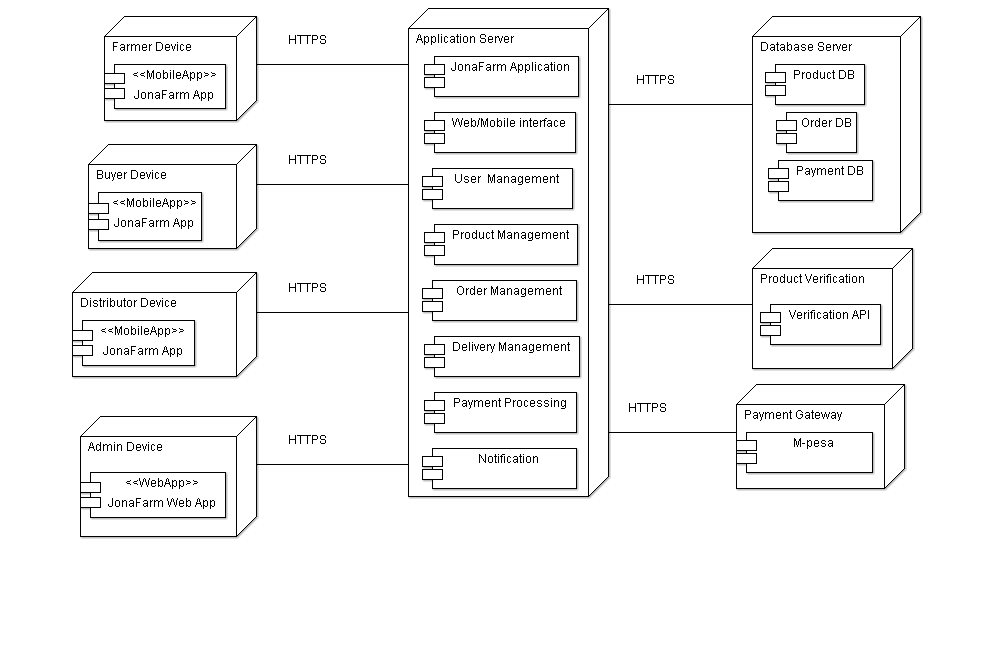 Farmer Device
<<MobileApp>>
JonaFarm App
HTTPS
Buyer Device
<<MobileApp>>
JonaFarm App
HTTPS
Distributor Device
<<MobileApp>>
JonaFarm App
HTTPS
Admin Device
<<WebApp>>
JonaFarm Web App
HTTPS
Application Server
JonaFarm Application
Web/Mobile interface
User Management
Product Management
Order Management
Delivery Management
Payment Processing
Notification
HTTPS
Database Server
Product DB
Order DB
Payment DB
HTTPS
Product Verification
Verification API
HTTPS
Payment Gateway
M-pesa